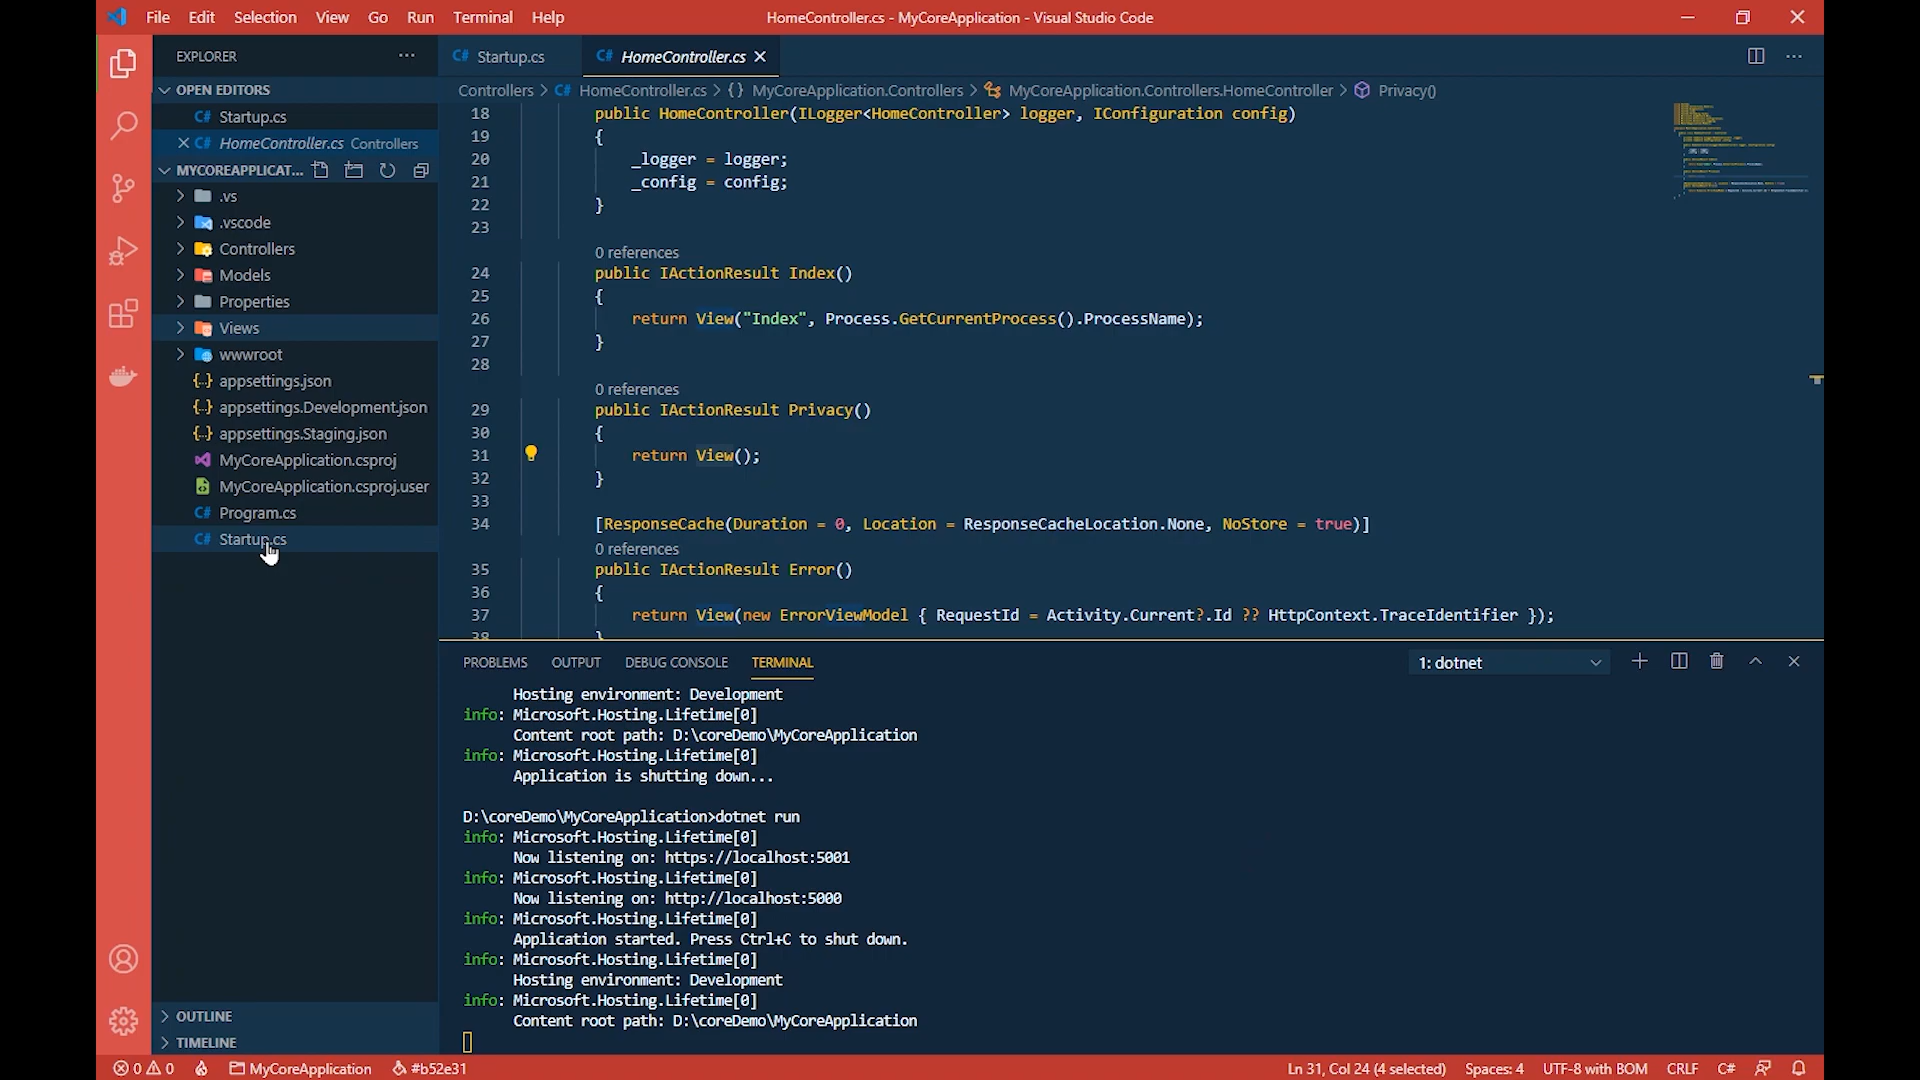 File Edit Selection View Go Run Terminal Help
HomeController.cs - MyCoreApplication - Visual Studio Code
EXPLORER
OPEN EDITORS
C# Startup.cs
C# HomeController.cs Controllers
MYCOREAPPLICAT...
.vs
.vscode
Controllers
Models
Properties
Views
wwwroot
{..} appsettings.json
{..} appsettings.Development.json
{..} appsettings.Staging.json
MyCoreApplication.csproj
MyCoreApplication.csproj.user
C# Program.cs
C# Startup.cs
OUTLINE
TIMELINE
C# Startup.cs
C# HomeController.cs
Controllers > C# HomeController.cs > {} MyCoreApplication.Controllers > MyCoreApplication.Controllers.HomeController > Privacy()
18 public HomeController(ILogger<HomeController> logger, IConfiguration config)
19 {
20 _logger = logger;
21 _config = config;
22 }
23
0 references
24 public IActionResult Index()
25 {
26 return View("Index", Process.GetCurrentProcess().ProcessName);
27 }
28
0 references
29 public IActionResult Privacy()
30 {
31 return View();
32 }
33
34 [ResponseCache(Duration = 0, Location = ResponseCacheLocation.None, NoStore = true)]
0 references
35 public IActionResult Error()
36 {
37 return View(new ErrorViewModel { RequestId = Activity.Current?.Id ?? HttpContext.TraceIdentifier });
38 }
PROBLEMS OUTPUT DEBUG CONSOLE TERMINAL
1: dotnet
Hosting environment: Development
info: Microsoft.Hosting.Lifetime[0]
Content root path: D:\coreDemo\MyCoreApplication
info: Microsoft.Hosting.Lifetime[0]
Application is shutting down...
D:\coreDemo\MyCoreApplication>dotnet run
info: Microsoft.Hosting.Lifetime[0]
Now listening on: https://localhost:5001
info: Microsoft.Hosting.Lifetime[0]
Now listening on: http://localhost:5000
info: Microsoft.Hosting.Lifetime[0]
Application started. Press Ctrl+C to shut down.
info: Microsoft.Hosting.Lifetime[0]
Hosting environment: Development
info: Microsoft.Hosting.Lifetime[0]
Content root path: D:\coreDemo\MyCoreApplication
0 0 MyCoreApplication #b52e31
Ln 31, Col 24 (4 selected) Spaces: 4 UTF-8 with BOM CRLF C#